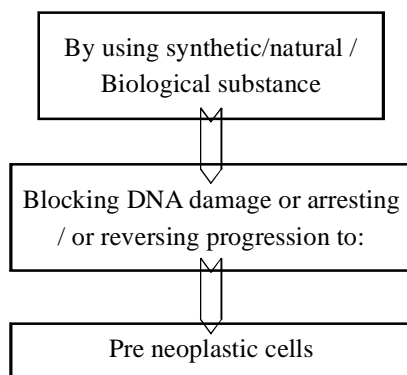 By using synthetic/natural /
Biological substance
Blocking DNA damage or arresting
/ or reversing progression to:
Pre neoplastic cells